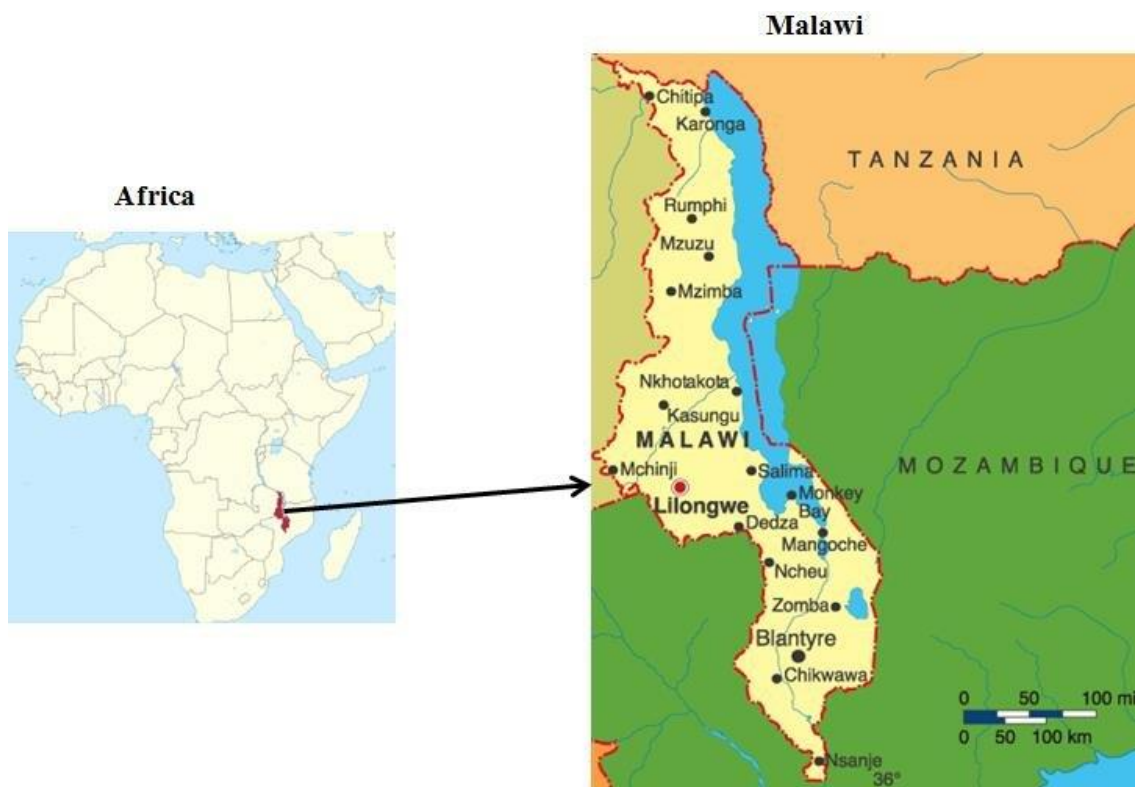 Malawi
Africa
Chitipa
Karonga
TANZANIA
Rumphi
Mzuzu
Mzimba
Nkhotakota
Kasungu
MALAWI
Mchinji
Salima
MOZAMBIQUE
Lilongwe
Monkey
Bay
Dedza
Mangoche
Ncheu
Zomba
Blantyre
Chikwawa
0 50 100 mi
0 50 100 km
Nsanje
36°